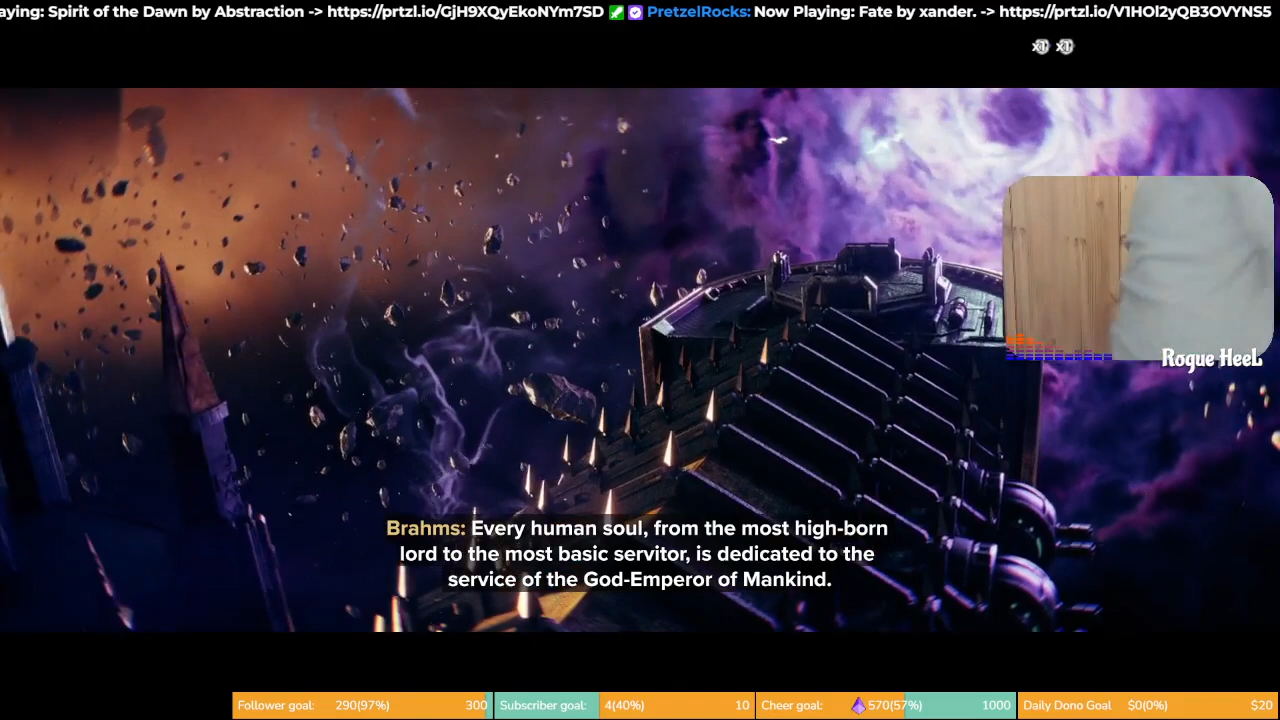 aying: Spirit of the Dawn by Abstraction -> https://prtzl.io/GjH9XQyEkoNYm7SD PretzelRocks: Now Playing: Fate by xander. -> https://prtzl.io/V1HOl2yQB3OVYNS5
x1 x1
Rogue Heel
Brahms: Every human soul, from the most high-born
lord to the most basic servitor, is dedicated to the
service of the God-Emperor of Mankind.
Follower goal: 290(97%) 300 Subscriber goal: 4(40%) 10 Cheer goal: 570(57%) 1000 Daily Dono Goal $0(0%) $20